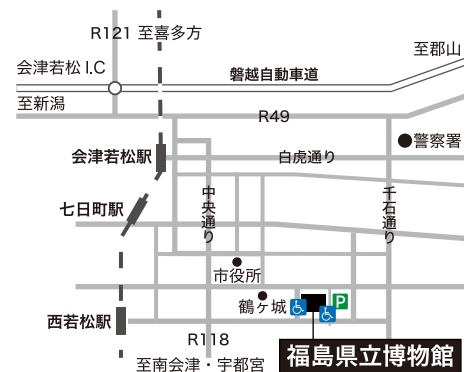 R121 至喜多方
至郡山
会津若松 I.C
磐越自動車道
至新潟
R49
警察署
会津若松駅
白虎通り
七日町駅
中央通り
千石通り
市役所
鶴ヶ城
P
西若松駅
R118
福島県立博物館
至南会津・宇都宮